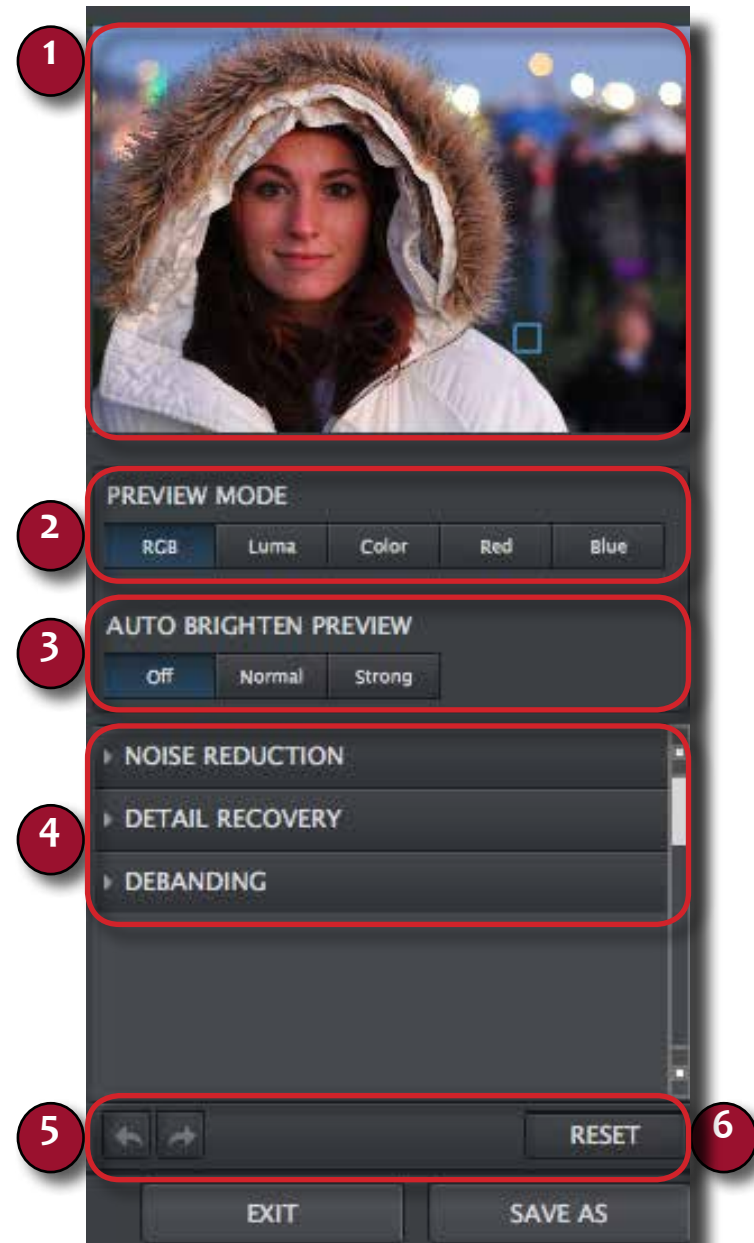 1
2
PREVIEW MODE
RGB Luma Color Red Blue
3
AUTO BRIGHTEN PREVIEW
Off Normal Strong
4
NOISE REDUCTION
DETAIL RECOVERY
DEBANDING
5
RESET
6
EXIT SAVE AS